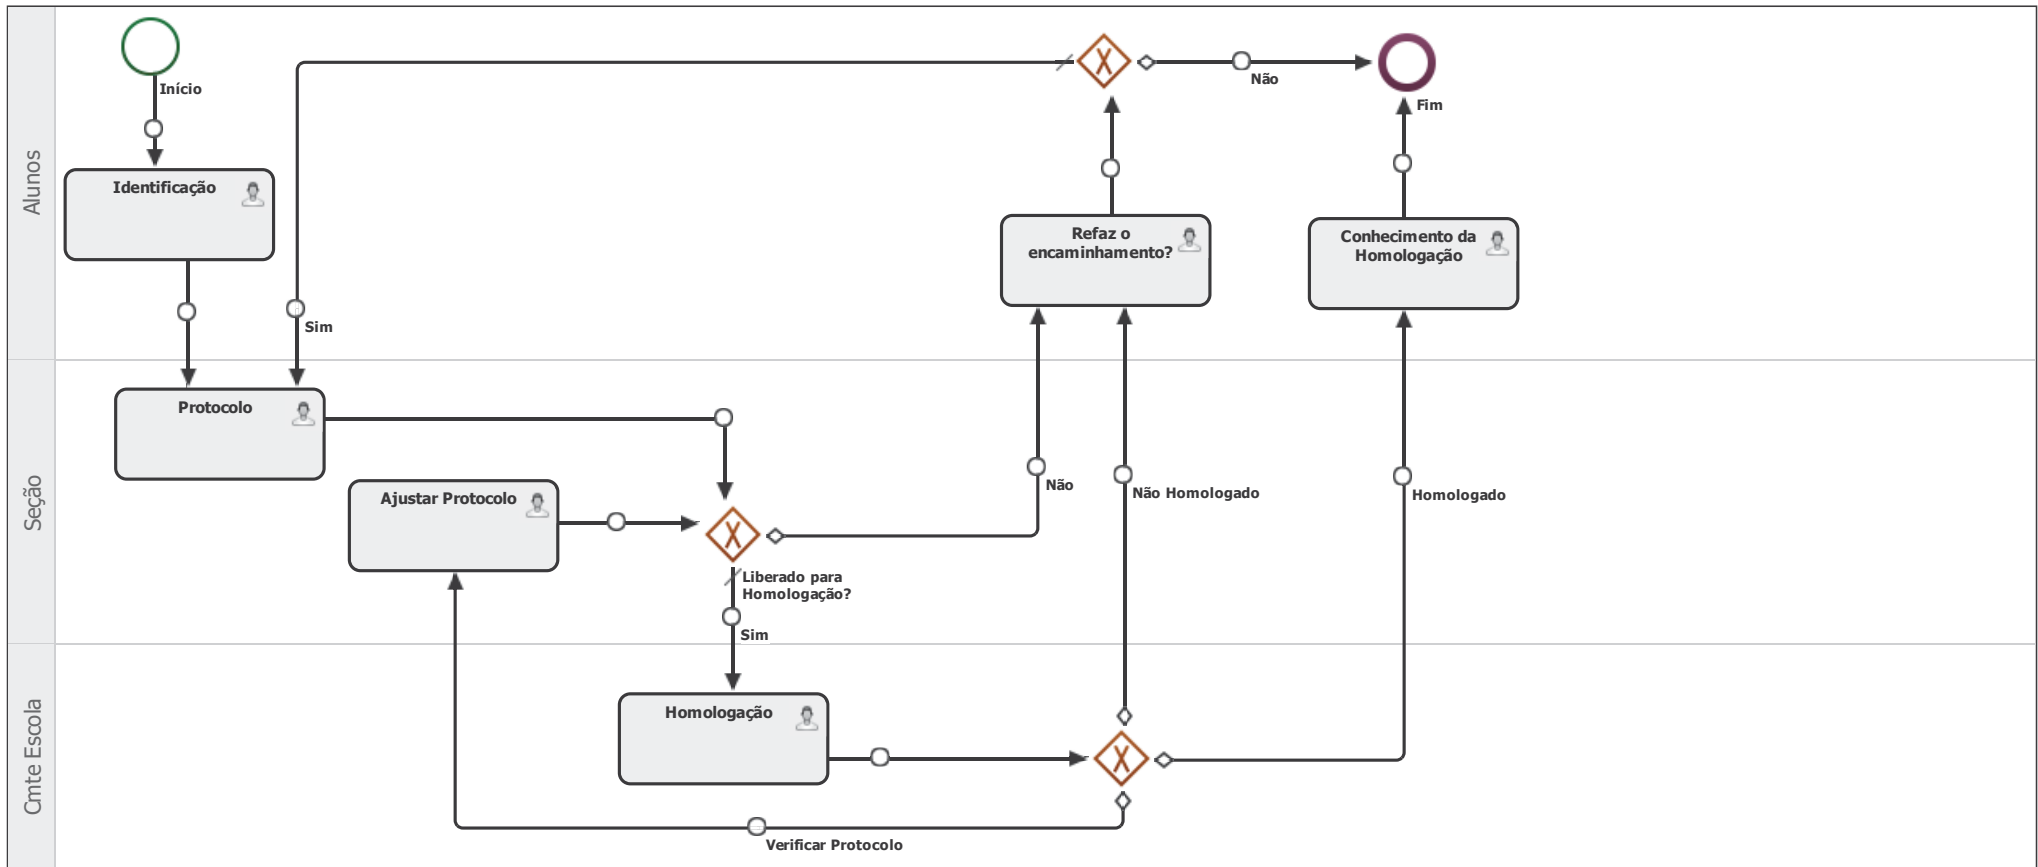 Alunos
Início
Não
Fim
Identificação
Refaz o
encaminhamento?
Conhecimento da
Homologação
Sim
Seção
Protocolo
Ajustar Protocolo
Não
Não Homologado
Homologado
Liberado para
Homologação?
Sim
Cmte Escola
Homologação
Verificar Protocolo